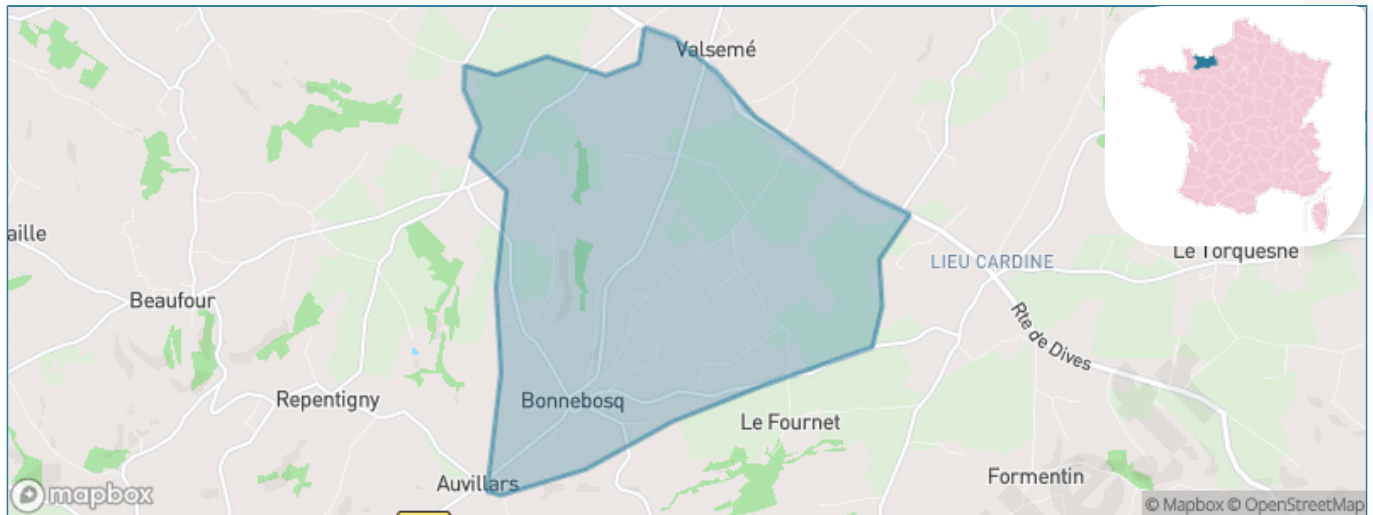 Valsemé
aille
LIEU CARDINE
Le Torquesne
Beaufour
Rte de Dives
Repentigny
Bonnebosq
Le Fournet
Auvillars
Formentin
mapbox
© Mapbox © OpenStreetMap